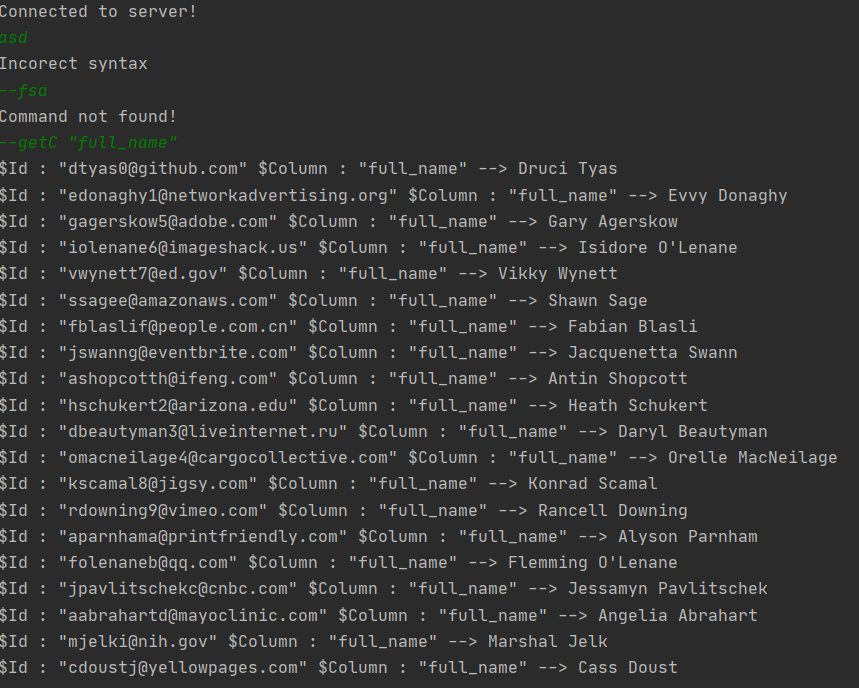 Connected to server!
asd
Incorect syntax
--fsa
Command not found!
--getC "full_name"
$Id : "dtyas0@github.com" $Column : "full_name" --> Druci Tyas
$Id : "edonaghy1@networkadvertising.org" $Column : "full_name" --> Evvy Donaghy
$Id : "gagerskow5@adobe.com" $Column : "full_name" --> Gary Agerskow
$Id : "iolenane6@imageshack.us" $Column : "full_name" --> Isidore O'Lenane
$Id : "vwynett7@ed.gov" $Column : "full_name" --> Vikky Wynett
$Id : "ssagee@amazonaws.com" $Column : "full_name" --> Shawn Sage
$Id : "fblaslif@people.com.cn" $Column : "full_name" --> Fabian Blasli
$Id : "jswanng@eventbrite.com" $Column : "full_name" --> Jacquenetta Swann
$Id : "ashopcotth@ifeng.com" $Column : "full_name" --> Antin Shopcott
$Id : "hschukert2@arizona.edu" $Column : "full_name" --> Heath Schukert
$Id : "dbeautyman3@liveinternet.ru" $Column : "full_name" --> Daryl Beautyman
$Id : "omacneilage4@cargocollective.com" $Column : "full_name" --> Orelle MacNeilage
$Id : "kscamal8@jigsy.com" $Column : "full_name" --> Konrad Scamal
$Id : "rdowning9@vimeo.com" $Column : "full_name" --> Rancell Downing
$Id : "aparnhama@printfriendly.com" $Column : "full_name" --> Alyson Parnham
$Id : "folenaneb@qq.com" $Column : "full_name" --> Flemming O'Lenane
$Id : "jpavlitschekc@cnbc.com" $Column : "full_name" --> Jessamyn Pavlitschek
$Id : "aabrahartd@mayoclinic.com" $Column : "full_name" --> Angelia Abrahart
$Id : "mjelki@nih.gov" $Column : "full_name" --> Marshal Jelk
$Id : "cdoustj@yellowpages.com" $Column : "full_name" --> Cass Doust